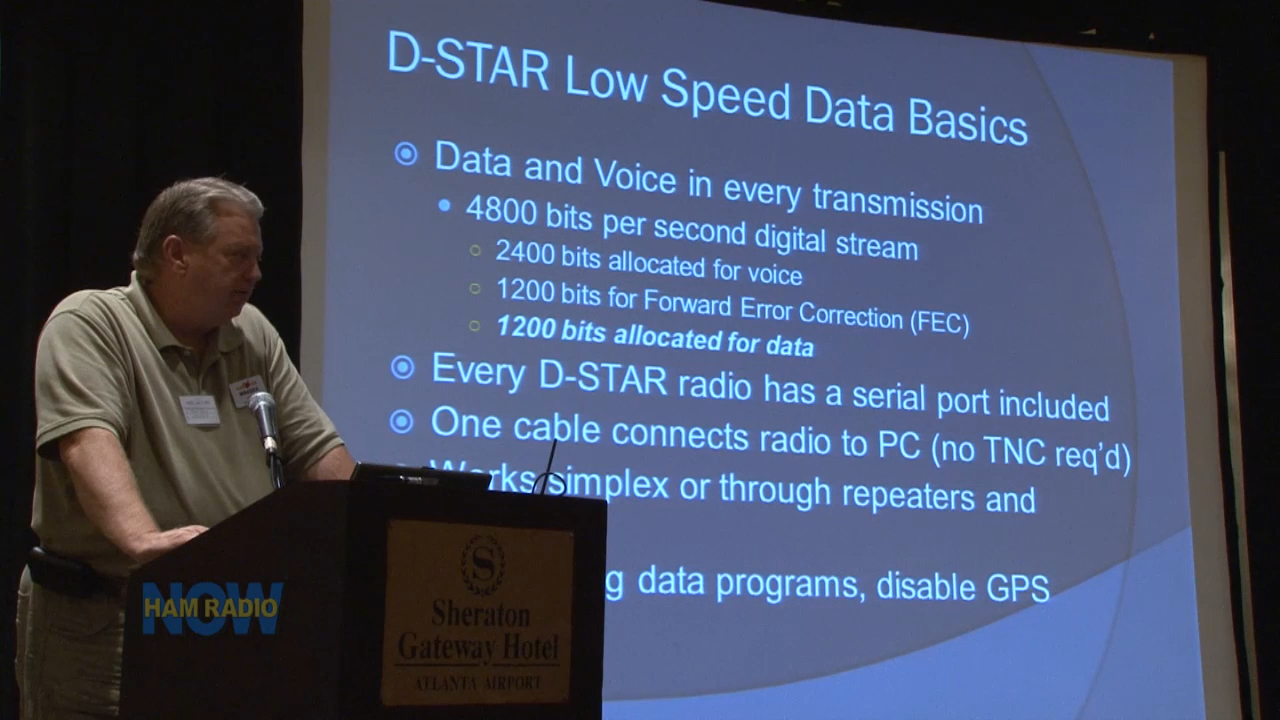 D-STAR Low Speed Data Basics
Data and Voice in every transmission
4800 bits per second digital stream
2400 bits allocated for voice
1200 bits for Forward Error Correction (FEC)
1200 bits allocated for data
Every D-STAR radio has a serial port included
One cable connects radio to PC (no TNC req'd)
Works simplex or through repeaters and
data programs, disable GPS
S
Sheraton
Gateway Hotel
ATLANTA AIRPORT
NOW
HAM RADIO